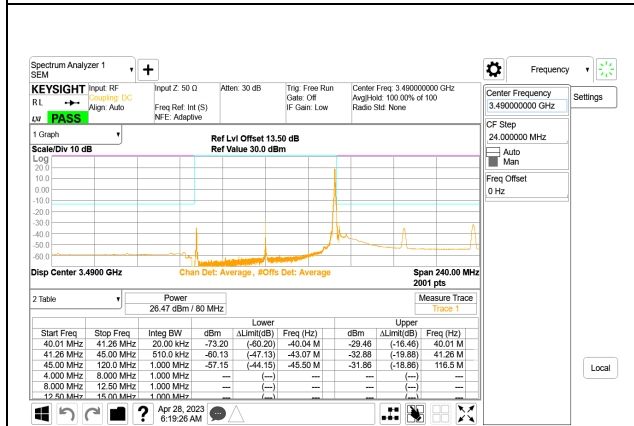 Spectrum Analyzer 1
SEM
+
Frequency
KEYSIGHT
RL
LXI
PASS
Input: RF
Coupling: DC
Align: Auto
Input Z: 50 Ω
Freq Ref: Int (S)
NFE: Adaptive
Atten: 30 dB
Trig: Free Run
Gate: Off
IF Gain: Low
Center Freq: 3.490000000 GHz
Avg|Hold: 100.00% of 100
Radio Std: None
Center Frequency
3.490000000 GHz
Settings
CF Step
24.000000 MHz
Auto
Man
Freq Offset
0 Hz
1 Graph
Scale/Div 10 dB
Ref Lvl Offset 13.50 dB
Ref Value 30.0 dBm
Log
20.0
10.0
0.00
-10.0
-20.0
-30.0
-40.0
-50.0
-60.0
Disp Center 3.4900 GHz
Chan Det: Average, #Offs Det: Average
Span 240.00 MHz
2001 pts
2 Table
Power
26.47 dBm / 80 MHz
Measure Trace
Trace 1
Lower Upper
Start Freq Stop Freq Integ BW dBm ΔLimit(dB) Freq (Hz) dBm ΔLimit(dB) Freq (Hz)
40.01 MHz 41.26 MHz 20.00 kHz -73.20 (-60.20) -40.04 M -29.46 (-16.46) 40.01 M
41.26 MHz 45.00 MHz 510.0 kHz -60.13 (-47.13) -43.07 M -32.88 (-19.88) 41.26 M
45.00 MHz 120.0 MHz 1.000 MHz -57.15 (-44.15) -45.50 M -31.86 (-18.86) 116.5 M
4.000 MHz 8.000 MHz 1.000 MHz --- (---) --- --- (---) ---
8.000 MHz 12.50 MHz 1.000 MHz --- (---) --- --- (---) ---
12.50 MHz 15.00 MHz 1.000 MHz --- (---) --- --- (---) ---
Local
?
Apr 28, 2023
6:19:26 AM